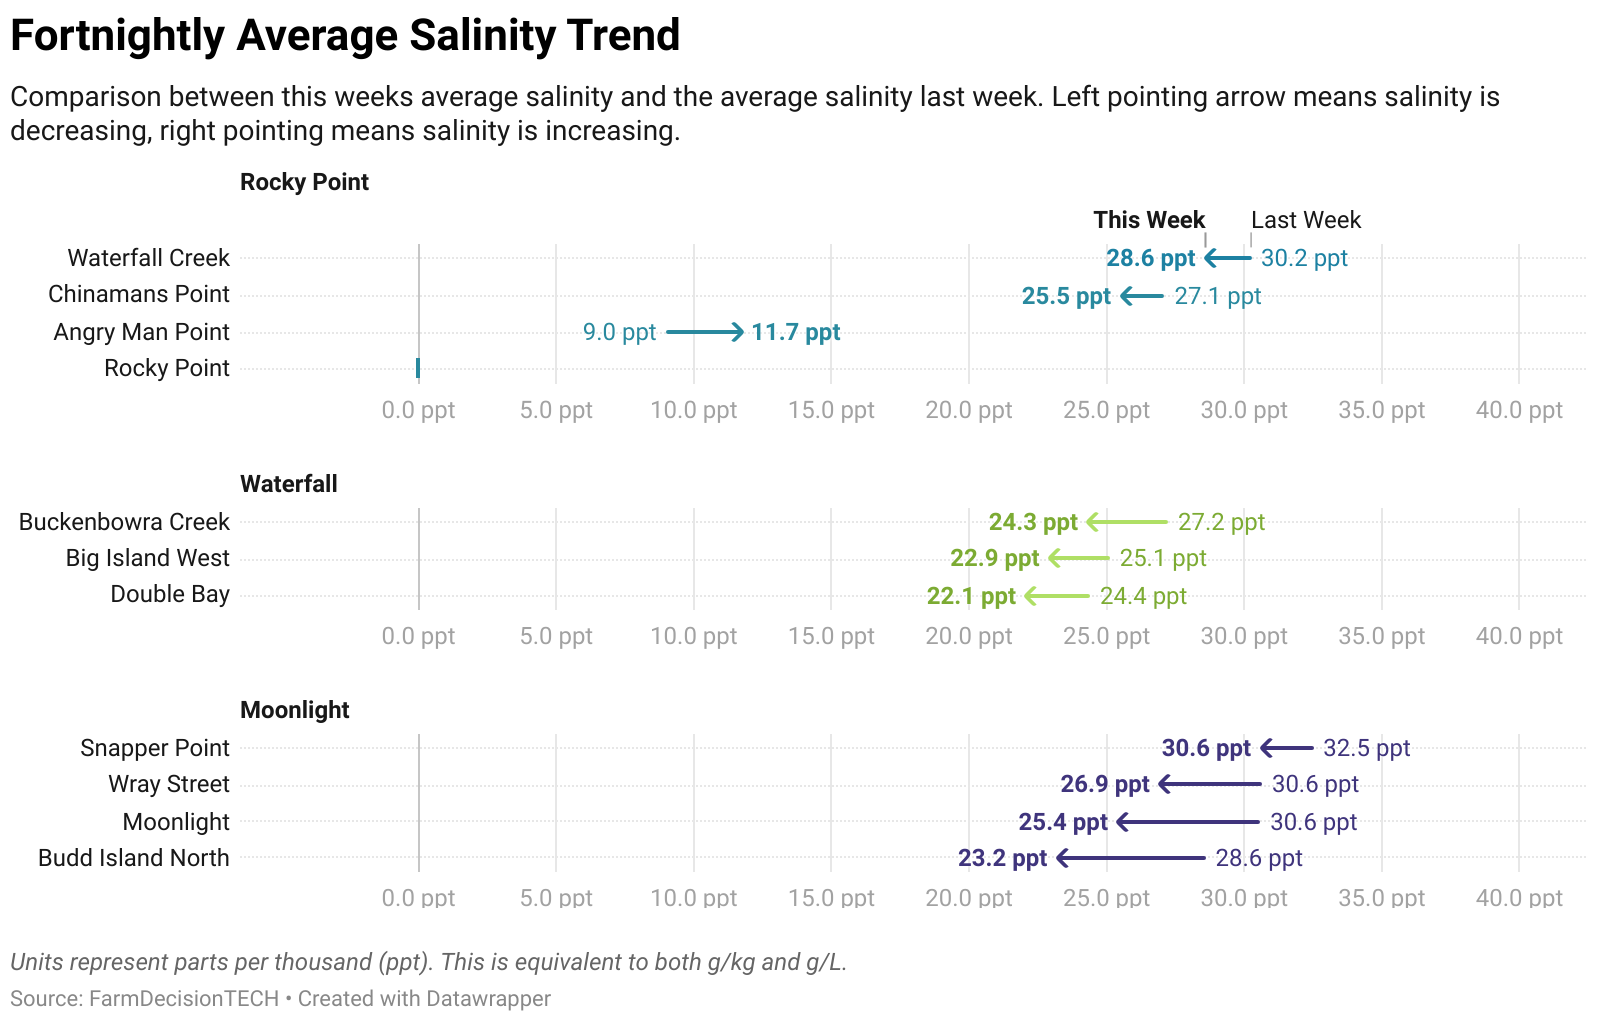 Fortnightly Average Salinity Trend
Comparison between this weeks average salinity and the average salinity last week. Left pointing arrow means salinity is
decreasing, right pointing means salinity is increasing.
Rocky Point
This Week Last Week
Waterfall Creek 28.6 ppt 30.2 ppt
Chinamans Point 25.5 ppt 27.1 ppt
Angry Man Point 9.0 ppt 11.7 ppt
Rocky Point
0.0 ppt 5.0 ppt 10.0 ppt 15.0 ppt 20.0 ppt 25.0 ppt 30.0 ppt 35.0 ppt 40.0 ppt
Waterfall
Buckenbowra Creek 24.3 ppt 27.2 ppt
Big Island West 22.9 ppt 25.1 ppt
Double Bay 22.1 ppt 24.4 ppt
0.0 ppt 5.0 ppt 10.0 ppt 15.0 ppt 20.0 ppt 25.0 ppt 30.0 ppt 35.0 ppt 40.0 ppt
Moonlight
Snapper Point 30.6 ppt 32.5 ppt
Wray Street 26.9 ppt 30.6 ppt
Moonlight 25.4 ppt 30.6 ppt
Budd Island North 23.2 ppt 28.6 ppt
0.0 ppt 5.0 ppt 10.0 ppt 15.0 ppt 20.0 ppt 25.0 ppt 30.0 ppt 35.0 ppt 40.0 ppt
Units represent parts per thousand (ppt). This is equivalent to both g/kg and g/L.
Source: FarmDecisionTECH • Created with Datawrapper